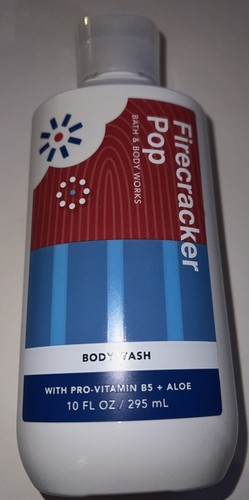 Firecracker
Pop
BATH & BODY WORKS
BODY WASH
WITH PRO-VITAMIN B5 + ALOE
10 FL OZ / 295 mL